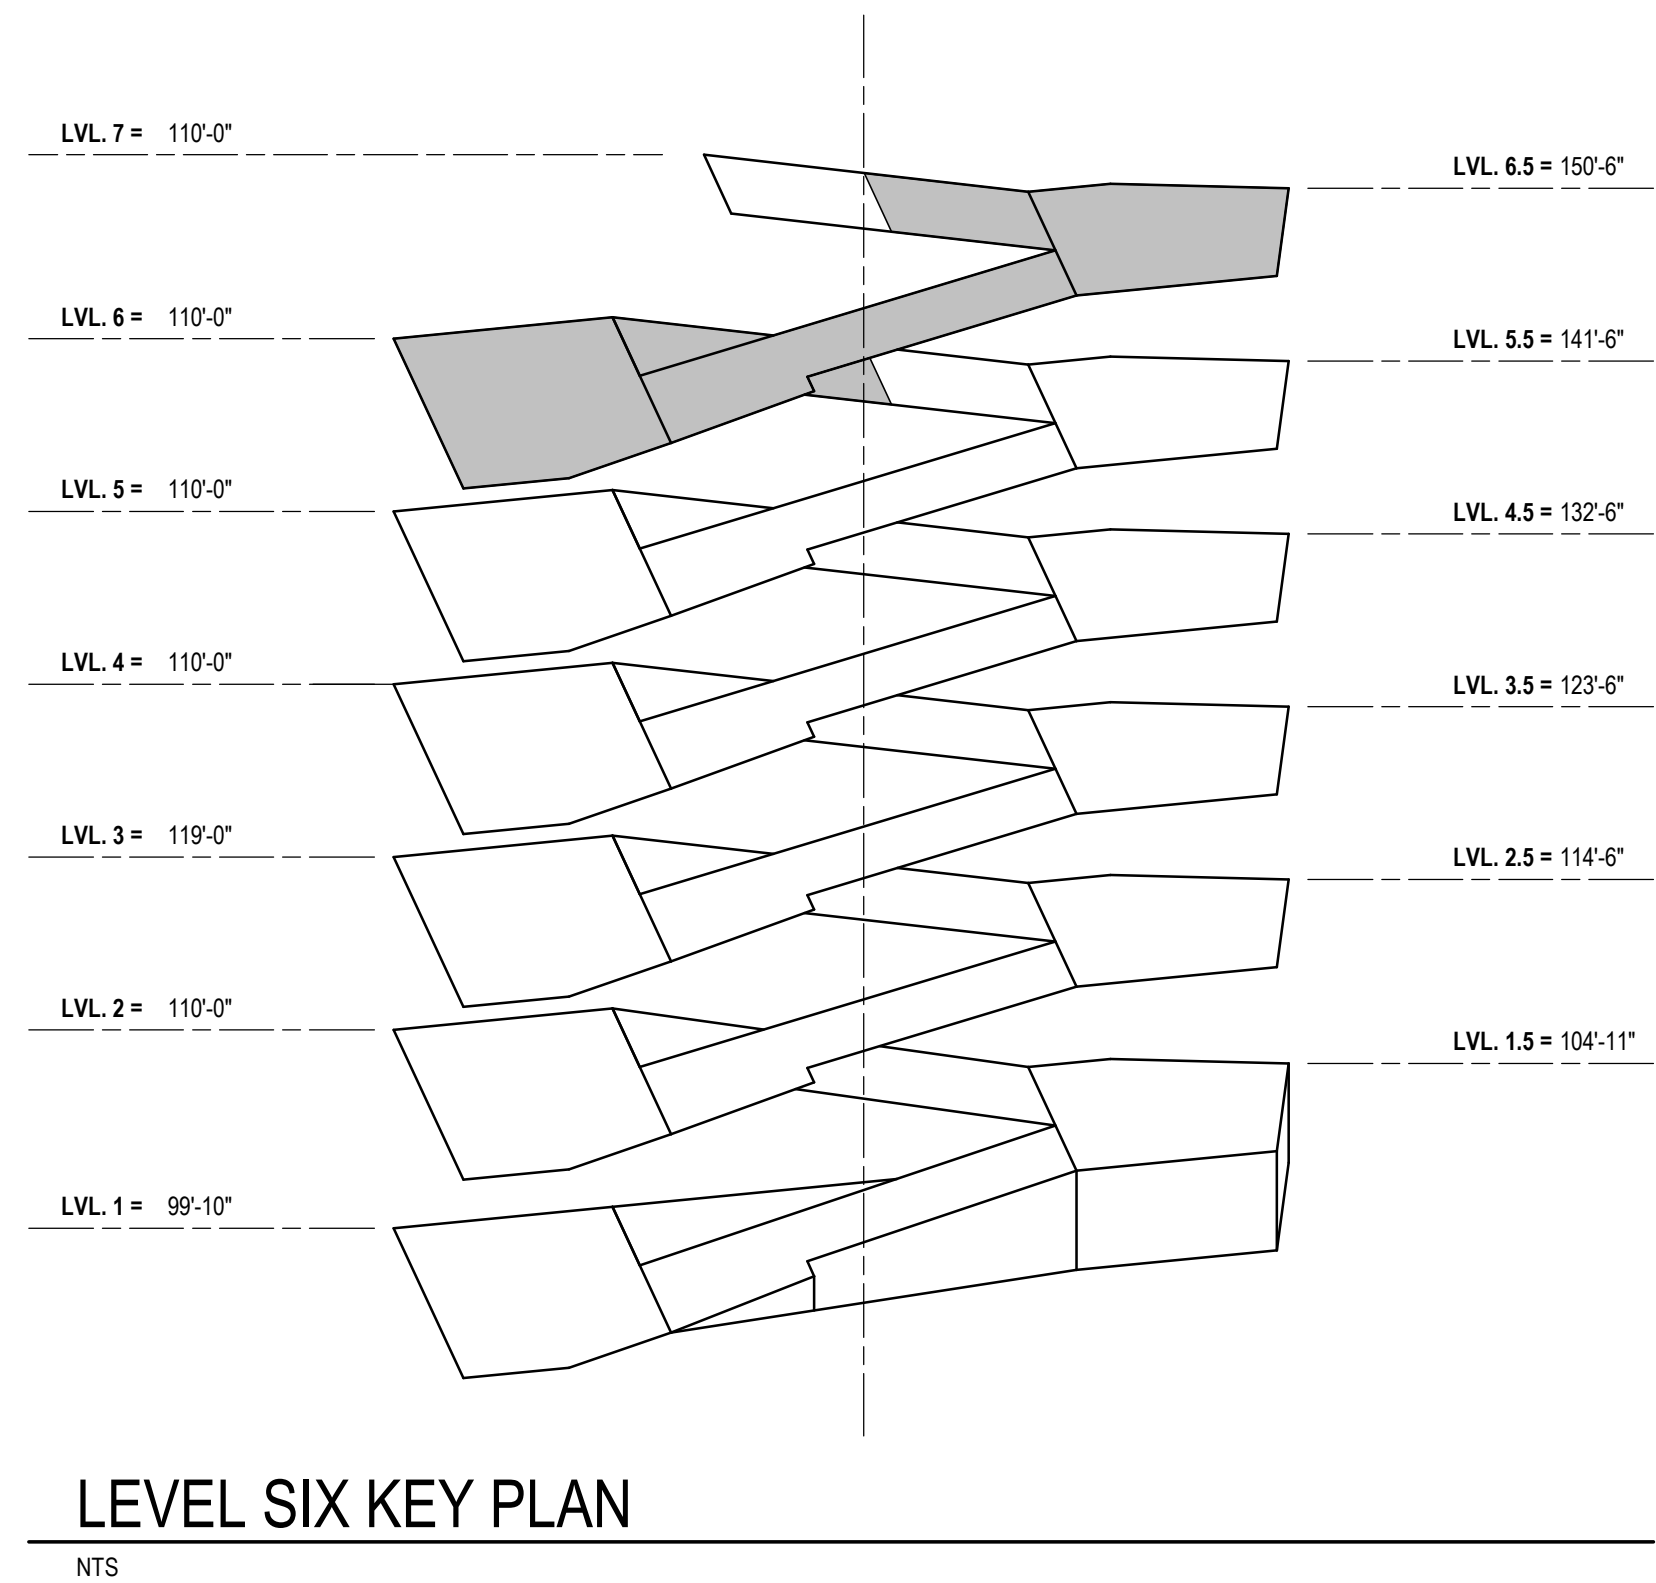 LVL. 7 = 110'-0"
LVL. 6.5 = 150'-6"
LVL. 6 = 110'-0"
LVL. 5.5 = 141'-6"
LVL. 5 = 110'-0"
LVL. 4.5 = 132'-6"
LVL. 4 = 110'-0"
LVL. 3.5 = 123'-6"
LVL. 3 = 119'-0"
LVL. 2.5 = 114'-6"
LVL. 2 = 110'-0"
LVL. 1.5 = 104'-11"
LVL. 1 = 99'-10"
LEVEL SIX KEY PLAN
NTS